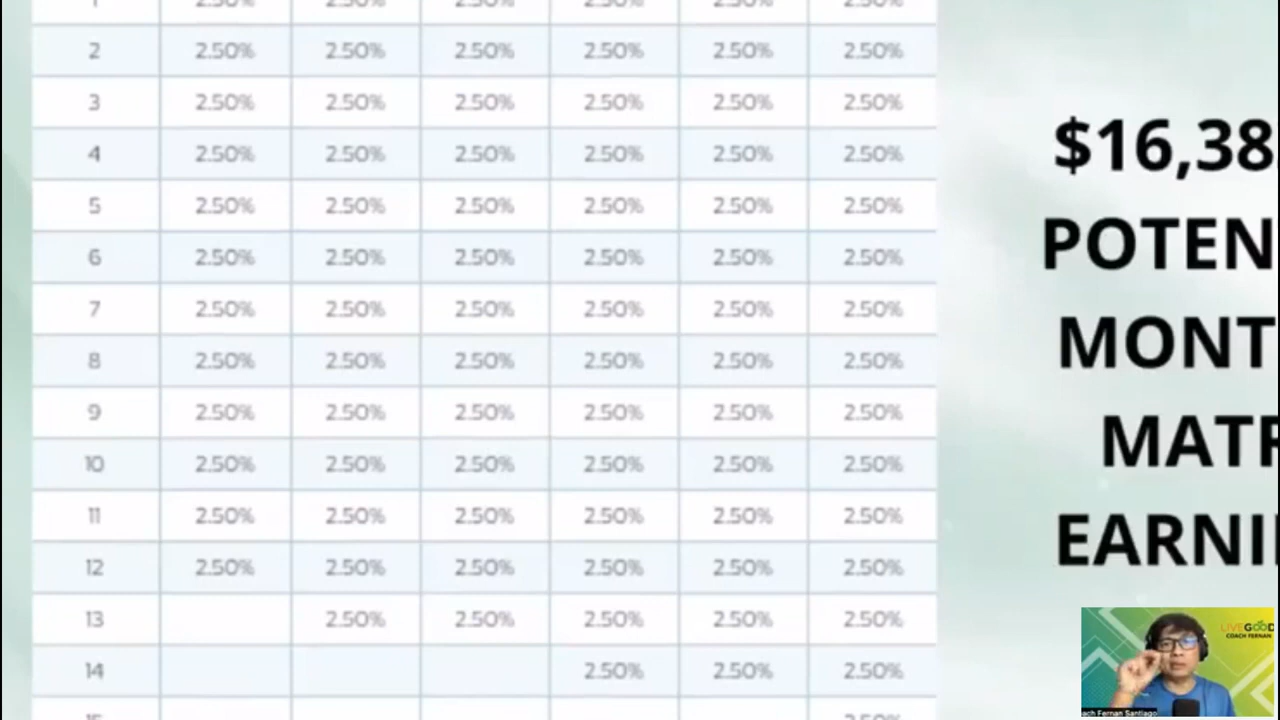 1 2.50% 2.50% 2.50% 2.50% 2.50% 2.50%
2 2.50% 2.50% 2.50% 2.50% 2.50% 2.50%
3 2.50% 2.50% 2.50% 2.50% 2.50% 2.50%
4 2.50% 2.50% 2.50% 2.50% 2.50% 2.50%
5 2.50% 2.50% 2.50% 2.50% 2.50% 2.50%
6 2.50% 2.50% 2.50% 2.50% 2.50% 2.50%
7 2.50% 2.50% 2.50% 2.50% 2.50% 2.50%
8 2.50% 2.50% 2.50% 2.50% 2.50% 2.50%
9 2.50% 2.50% 2.50% 2.50% 2.50% 2.50%
10 2.50% 2.50% 2.50% 2.50% 2.50% 2.50%
11 2.50% 2.50% 2.50% 2.50% 2.50% 2.50%
12 2.50% 2.50% 2.50% 2.50% 2.50% 2.50%
13 2.50% 2.50% 2.50% 2.50% 2.50%
14 2.50% 2.50% 2.50%
15 2.50%
$16,38
POTEN
MONT
MATR
EARNI
LIVEGOOD
COACH FERNAN
ach Fernan Santiago